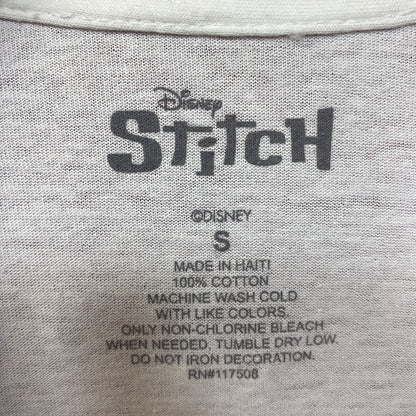 Disney
STITCH
©DISNEY
S
MADE IN HAITI
100% COTTON
MACHINE WASH COLD
WITH LIKE COLORS.
ONLY NON-CHLORINE BLEACH
WHEN NEEDED. TUMBLE DRY LOW.
DO NOT IRON DECORATION.
RN#117508